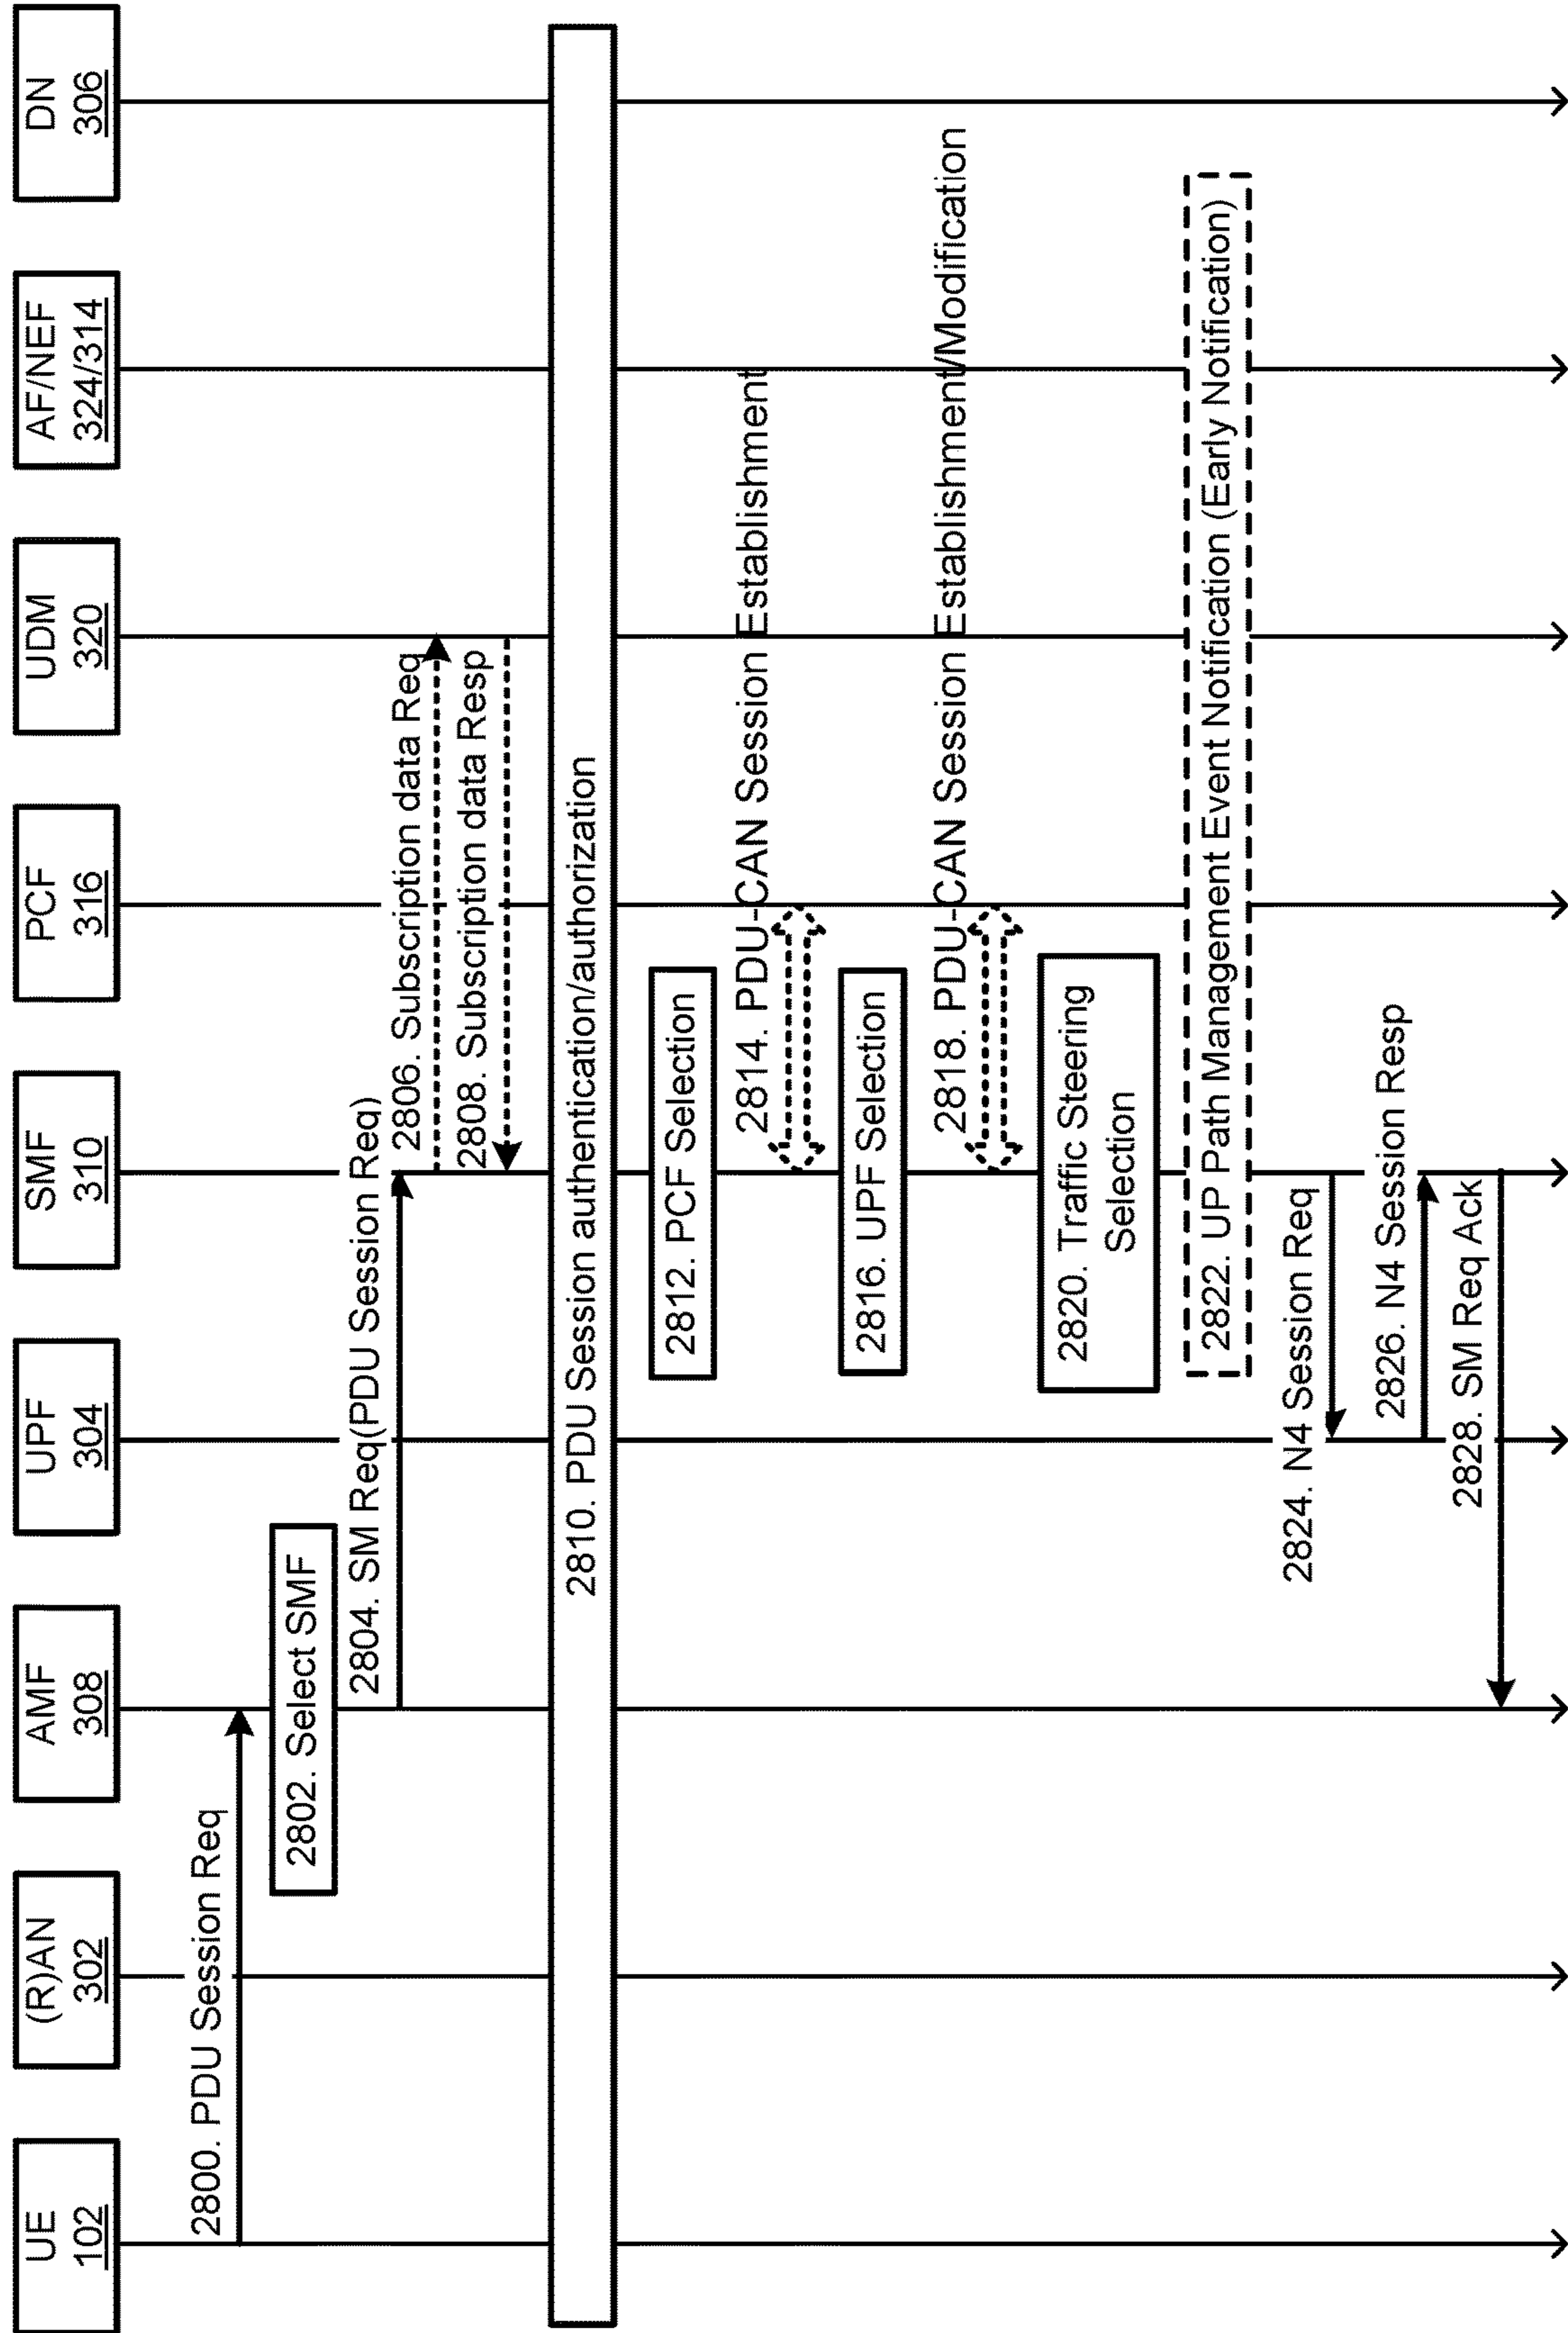 UE
102
(R)AN
302
AMF
308
UPF
304
SMF
310
PCF
316
UDM
320
AF/NEF
324/314
DN
306
2800. PDU Session Req
2802. Select SMF
2804. SM Req(PDU Session Req)
2806. Subscription data Req
2808. Subscription data Resp
2810. PDU Session authentication/authorization
2812. PCF Selection
2814. PDU-CAN Session Establishment
2816. UPF Selection
2818. PDU-CAN Session Establishment/Modification
2820. Traffic Steering
Selection
2822. UP Path Management Event Notification (Early Notification)
2824. N4 Session Req
2826. N4 Session Resp
2828. SM Req Ack